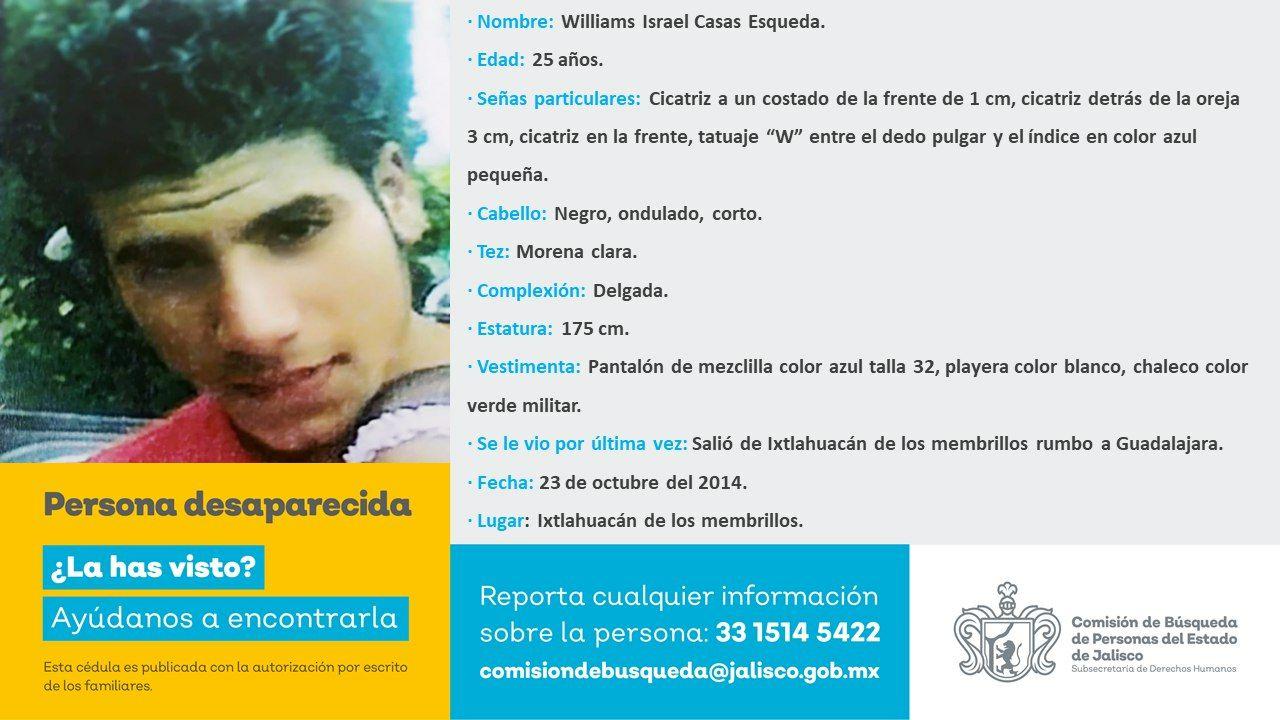 · Nombre: Williams Israel Casas Esqueda.
· Edad: 25 años.
· Señas particulares: Cicatriz a un costado de la frente de 1 cm, cicatriz detrás de la oreja
3 cm, cicatriz en la frente, tatuaje “W” entre el dedo pulgar y el índice en color azul
pequeña.
· Cabello: Negro, ondulado, corto.
· Tez: Morena clara.
· Complexión: Delgada.
· Estatura: 175 cm.
· Vestimenta: Pantalón de mezclilla color azul talla 32, playera color blanco, chaleco color
verde militar.
· Se le vio por última vez: Salió de Ixtlahuacán de los membrillos rumbo a Guadalajara.
· Fecha: 23 de octubre del 2014.
· Lugar: Ixtlahuacán de los membrillos.
Persona desaparecida
¿La has visto?
Ayúdanos a encontrarla
Esta cédula es publicada con la autorización por escrito
de los familiares.
Reporta cualquier información
sobre la persona: 33 1514 5422
comisiondebusqueda@jalisco.gob.mx
Comisión de Búsqueda
de Personas del Estado
de Jalisco
Subsecretaría de Derechos Humanos